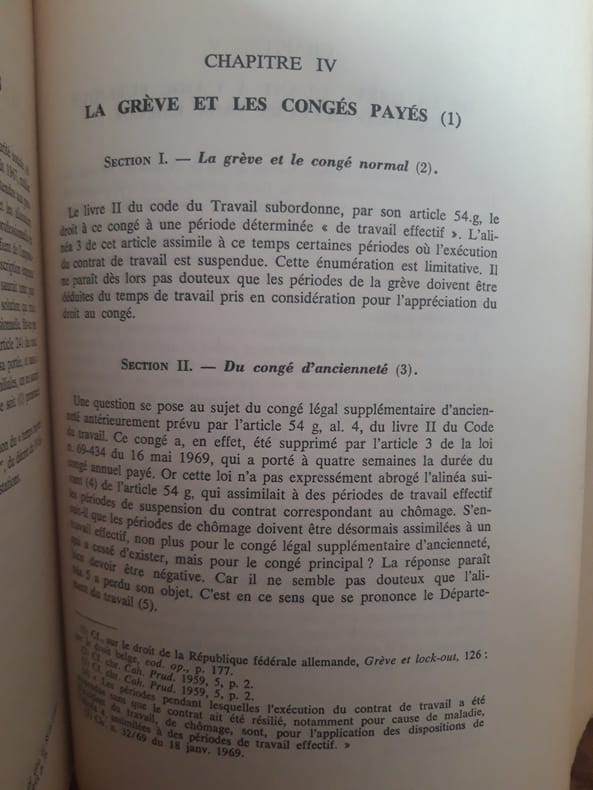 CHAPITRE IV
LA GRÈVE ET LES CONGÉS PAYÉS (1)
SECTION I. — La grève et le congé normal (2).
Le livre II du code du Travail subordonne, par son article 54.g, le
droit à ce congé à une période déterminée « de travail effectif ». L'ali-
néa 3 de cet article assimile à ce temps certaines périodes où l'exécution
du contrat de travail est suspendue. Cette énumération est limitative. Il
ne paraît dès lors pas douteux que les périodes de la grève doivent être
déduites du temps de travail pris en considération pour l'appréciation du
droit au congé.
SECTION II. — Du congé d'ancienneté (3).
Une question se pose au sujet du congé légal supplémentaire d'ancien-
neté antérieurement prévu par l'article 54 g, al. 4, du livre II du Code
du travail. Ce congé a, en effet, été supprimé par l'article 3 de la loi
n. 69-434 du 16 mai 1969, qui a porté à quatre semaines la durée du
congé annuel payé. Or cette loi n'a pas expressément abrogé l'alinéa sui-
vant (4) de l'article 54 g, qui assimilait à des périodes de travail effectif
les périodes de suspension du contrat correspondant au chômage. S'en-
suit-il que les périodes de chômage doivent être désormais assimilées à un
travail effectif, non plus pour le congé légal supplémentaire d'ancienneté,
qui a cessé d'exister, mais pour le congé principal ? La réponse paraît
bien devoir être négative. Car il ne semble pas douteux que l'ali-
néa 5 a perdu son objet. C'est en ce sens que se prononce le Départe-
ment du travail (5).
(1) Cf., sur le droit de la République fédérale allemande, Grève et lock-out, 126 :
sur le droit belge, eod. op., p. 177.
(2) Cf. chr. Cah. Prud. 1959, 5, p. 2.
(3) Cf. chr. Cah. Prud. 1959, 5, p. 2.
(4) « Les périodes pendant lesquelles l'exécution du contrat de travail a été
suspendue sans que le contrat ait été résilié, notamment pour cause de maladie,
d'accident du travail, de chômage, sont, pour l'application des dispositions de
l'alinéa 4, assimilées à des périodes de travail effectif. »
(5) Cir. n. 32/69 du 18 janv. 1969.